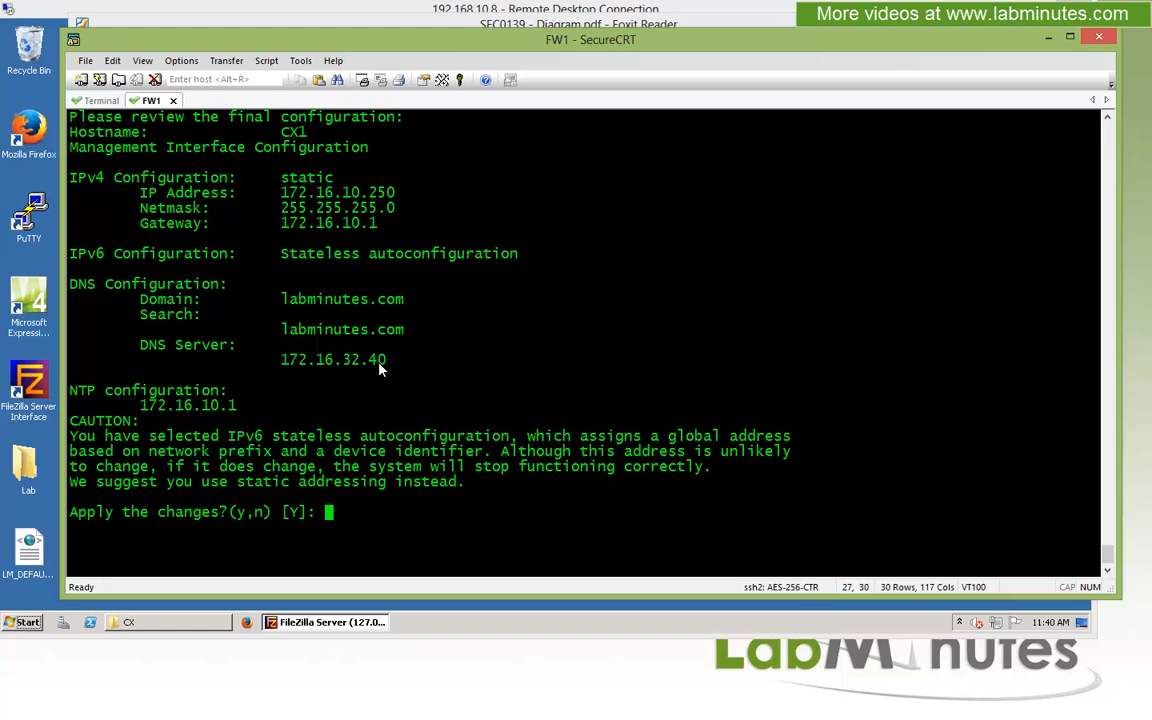 192.168.10.8 - Remote Desktop Connection
More videos at www.labminutes.com
SEC0139 - Diagram.pdf - Foxit Reader
FW1 - SecureCRT
File Edit View Options Transfer Script Tools Help
Enter host <Alt+R>
Terminal FW1
Please review the final configuration:
Hostname: CX1
Management Interface Configuration
IPv4 Configuration: static
IP Address: 172.16.10.250
Netmask: 255.255.255.0
Gateway: 172.16.10.1
IPv6 Configuration: Stateless autoconfiguration
DNS Configuration:
Domain: labminutes.com
Search:
labminutes.com
DNS Server:
172.16.32.40
NTP configuration:
172.16.10.1
CAUTION:
You have selected IPv6 stateless autoconfiguration, which assigns a global address
based on network prefix and a device identifier. Although this address is unlikely
to change, if it does change, the system will stop functioning correctly.
We suggest you use static addressing instead.
Apply the changes?(y,n) [Y]:
Ready ssh2: AES-256-CTR 27, 30 30 Rows, 117 Cols VT100 CAP NUM
Recycle Bin
Mozilla Firefox
PuTTY
Microsoft
Expressi...
FileZilla Server
Interface
Lab
LM_DEFAU...
Start CX FileZilla Server (127.0... 11:40 AM
LabMinutes